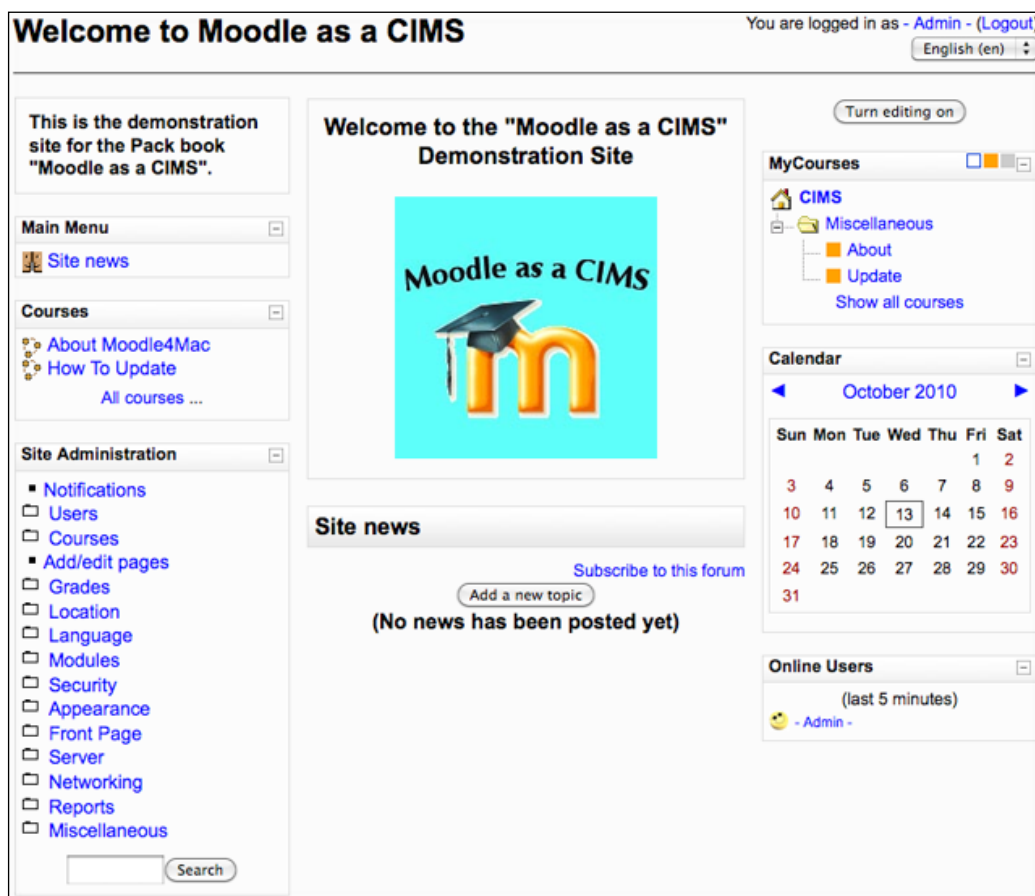 Welcome to Moodle as a CIMS
You are logged in as - Admin - (Logout)
English (en)
This is the demonstration
site for the Pack book
"Moodle as a CIMS".
Main Menu
Site news
Courses
About Moodle4Mac
How To Update
All courses ...
Site Administration
Notifications
Users
Courses
Add/edit pages
Grades
Location
Language
Modules
Security
Appearance
Front Page
Server
Networking
Reports
Miscellaneous
Search
Welcome to the "Moodle as a CIMS"
Demonstration Site
Moodle as a CIMS
m
Site news
Subscribe to this forum
Add a new topic
(No news has been posted yet)
Turn editing on
MyCourses
CIMS
Miscellaneous
About
Update
Show all courses
Calendar
October 2010
Sun Mon Tue Wed Thu Fri Sat
1 2
3 4 5 6 7 8 9
10 11 12 13 14 15 16
17 18 19 20 21 22 23
24 25 26 27 28 29 30
31
Online Users
(last 5 minutes)
- Admin -